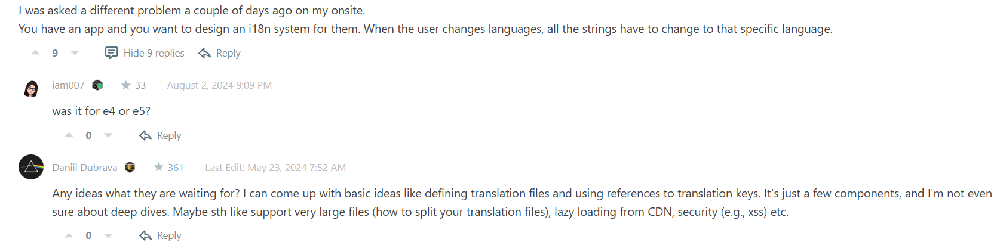 I was asked a different problem a couple of days ago on my onsite.
You have an app and you want to design an i18n system for them. When the user changes languages, all the strings have to change to that specific language.
9 Hide 9 replies Reply
iam007 33 August 2, 2024 9:09 PM
was it for e4 or e5?
0 Reply
Daniil Dubrava 361 Last Edit: May 23, 2024 7:52 AM
Any ideas what they are waiting for? I can come up with basic ideas like defining translation files and using references to translation keys. It's just a few components, and I'm not even
sure about deep dives. Maybe sth like support very large files (how to split your translation files), lazy loading from CDN, security (e.g., xss) etc.
0 Reply